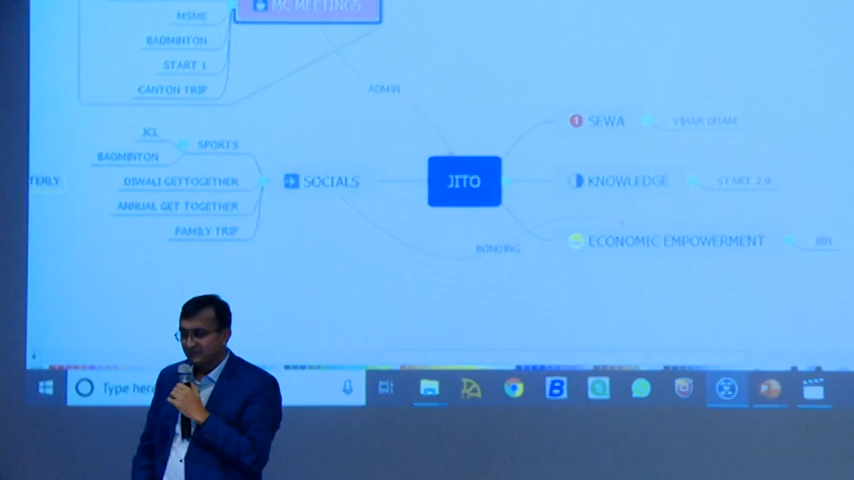 MC MEETINGS
MSME
BADMINTON
START 1
CANTON TRIP
ADMIN
JCL
SPORTS
BADMINTON
TERLY
DIWALI GETTOGETHER
ANNUAL GET TOGETHER
FAMILY TRIP
SOCIALS
JITO
SEWA
VIHAR DHAM
KNOWLEDGE
START 2.0
ECONOMIC EMPOWERMENT
BONDING
Type here